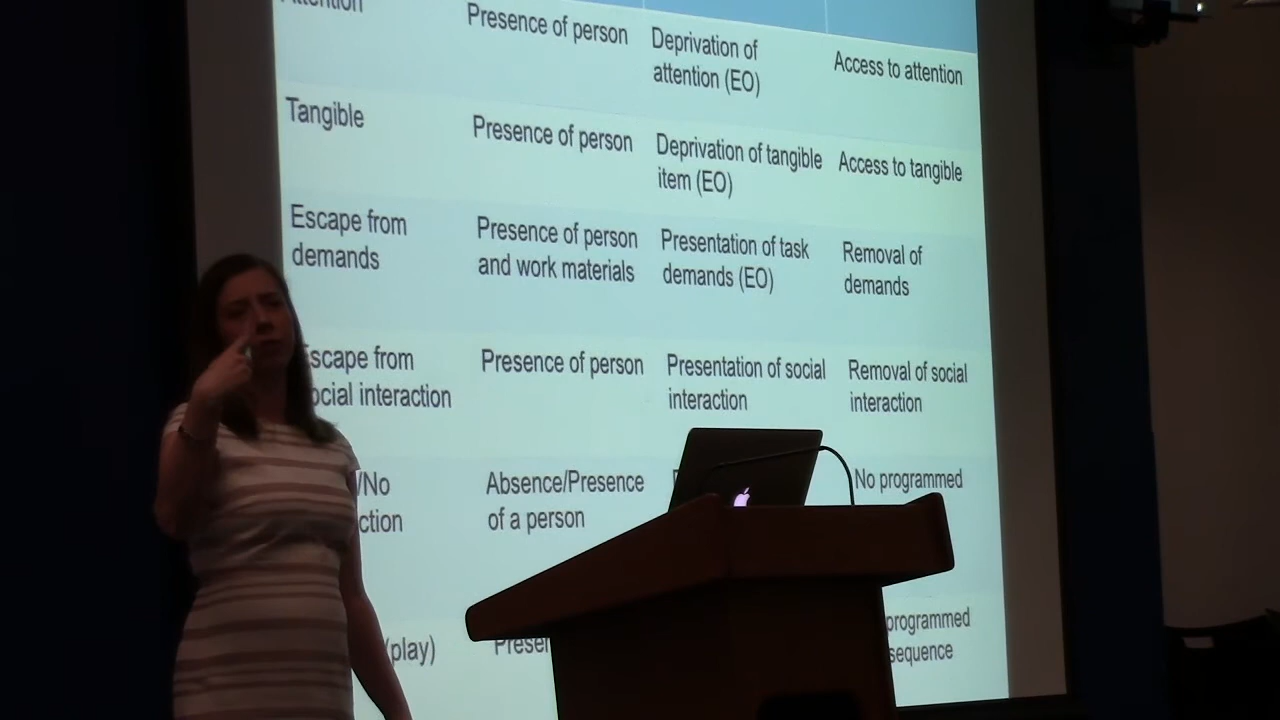 Attention
Presence of person
Deprivation of
attention (EO)
Access to attention
Tangible
Presence of person
Deprivation of tangible
item (EO)
Access to tangible
Escape from
demands
Presence of person
and work materials
Presentation of task
demands (EO)
Removal of
demands
Escape from
social interaction
Presence of person
Presentation of social
interaction
Removal of social
interaction
/No
ction
Absence/Presence
of a person
No programmed
(play)
programmed
sequence